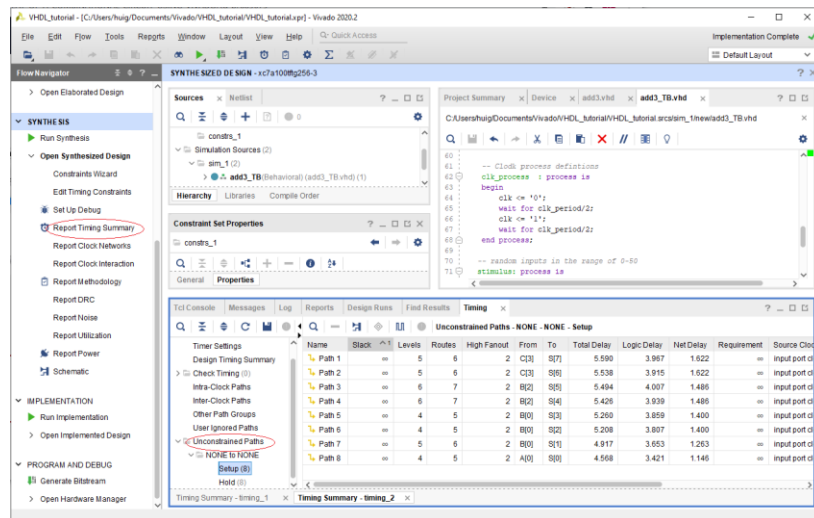 VHDL_tutorial - [C:/Users/huig/Documents/Vivado/VHDL_tutorial/VHDL_tutorial.xpr] - Vivado 2020.2
File Edit Flow Tools Reports Window Layout View Help Q- Quick Access
Implementation Complete
Default Layout
Flow Navigator
SYNTHESIZED DESIGN - xc7a100tftg256-3
Open Elaborated Design
SYNTHESIS
Run Synthesis
Open Synthesized Design
Constraints Wizard
Edit Timing Constraints
Set Up Debug
Report Timing Summary
Report Clock Networks
Report Clock Interaction
Report Methodology
Report DRC
Report Noise
Report Utilization
Report Power
Schematic
IMPLEMENTATION
Run Implementation
Open Implemented Design
PROGRAM AND DEBUG
Generate Bitstream
Open Hardware Manager
Sources Netlist
0
constrs_1
Simulation Sources (2)
sim_1 (2)
add3_TB(Behavioral) (add3_TB.vhd) (1)
Hierarchy Libraries Compile Order
Constraint Set Properties
constrs_1
General Properties
Project Summary Device add3.vhd add3_TB.vhd
C:/Users/huig/Documents/Vivado/VHDL_tutorial/VHDL_tutorial.srcs/sim_1/new/add3_TB.vhd
60
61 -- Clock process defintions
62 clk_process : process is
63 begin
64 clk <= '0';
65 wait for clk_period/2;
66 clk <= '1';
67 wait for clk_period/2;
68 end process;
69
70 -- random inputs in the range of 0-50
71 stimulus: process is
Tcl Console Messages Log Reports Design Runs Find Results Timing
Unconstrained Paths - NONE - NONE - Setup
Timer Settings
Design Timing Summary
Check Timing (0)
Intra-Clock Paths
Inter-Clock Paths
Other Path Groups
User Ignored Paths
Unconstrained Paths
NONE to NONE
Setup (8)
Hold (8)
Name Slack ^1 Levels Routes High Fanout From To Total Delay Logic Delay Net Delay Requirement Source Cloc
Path 1 ∞ 5 6 2 C[3] S[7] 5.590 3.967 1.622 ∞ input port cl
Path 2 ∞ 5 6 2 C[3] S[6] 5.538 3.915 1.622 ∞ input port cl
Path 3 ∞ 6 7 2 B[2] S[5] 5.494 4.007 1.486 ∞ input port cl
Path 4 ∞ 6 7 2 B[2] S[4] 5.426 3.939 1.486 ∞ input port cl
Path 5 ∞ 4 5 2 B[0] S[3] 5.260 3.859 1.400 ∞ input port cl
Path 6 ∞ 4 5 2 B[0] S[2] 5.208 3.807 1.400 ∞ input port cl
Path 7 ∞ 5 6 2 B[0] S[1] 4.917 3.653 1.263 ∞ input port cl
Path 8 ∞ 4 5 2 A[0] S[0] 4.568 3.421 1.146 ∞ input port cl
Timing Summary - timing_1 Timing Summary - timing_2